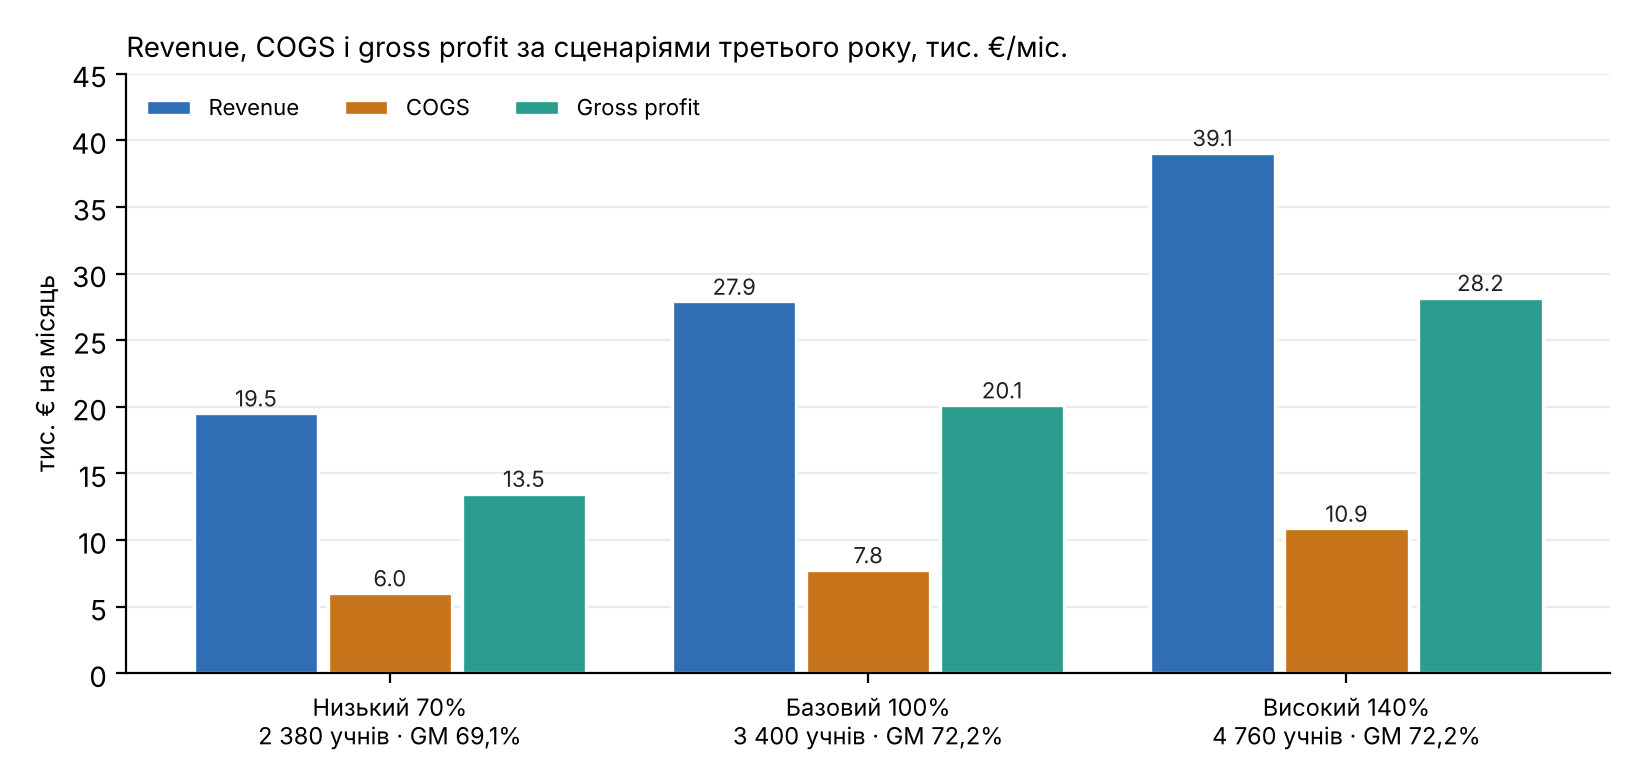 Revenue, COGS і gross profit за сценаріями третього року, тис. €/міс.
Revenue COGS Gross profit
тис. € на місяць
45
40
35
30
25
20
15
10
5
0
19.5
6.0
13.5
27.9
7.8
20.1
39.1
10.9
28.2
Низький 70%
2 380 учнів · GM 69,1%
Базовий 100%
3 400 учнів · GM 72,2%
Високий 140%
4 760 учнів · GM 72,2%